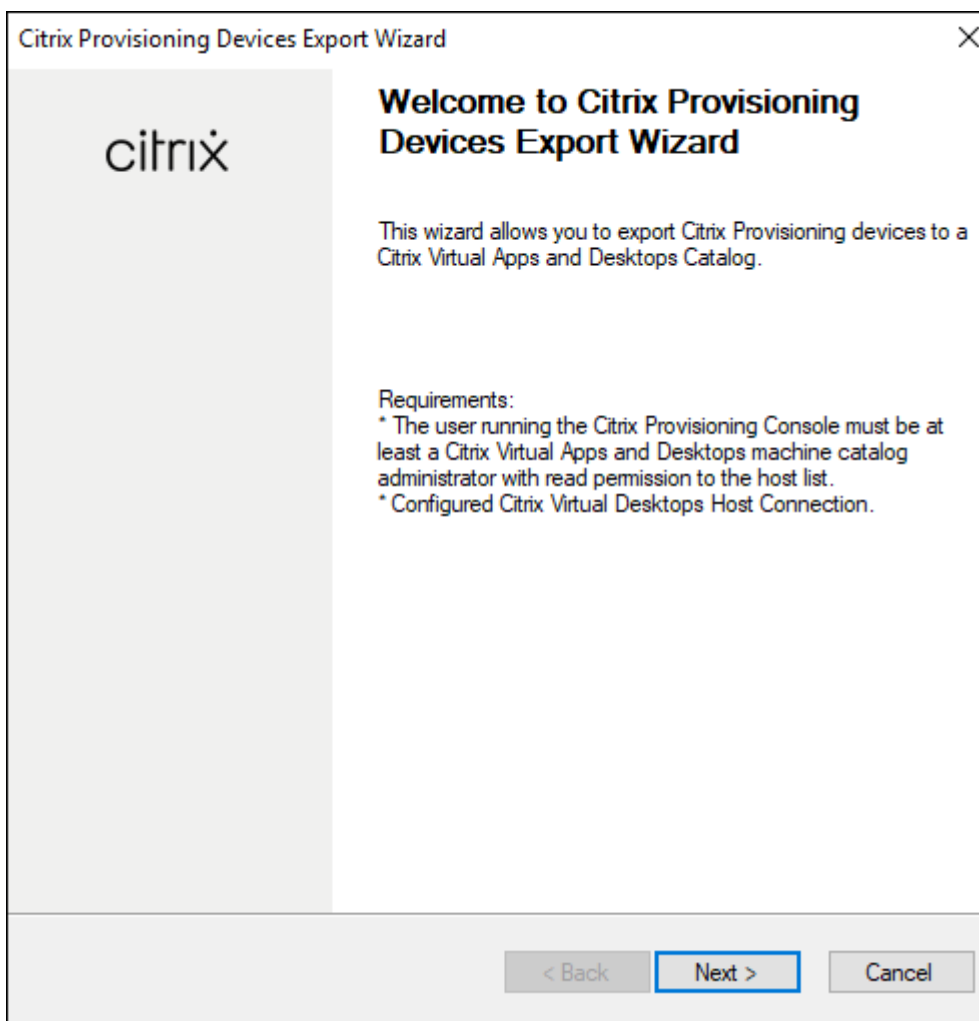 Citrix Provisioning Devices Export Wizard
citrix
Welcome to Citrix Provisioning
Devices Export Wizard
This wizard allows you to export Citrix Provisioning devices to a
Citrix Virtual Apps and Desktops Catalog.
Requirements:
* The user running the Citrix Provisioning Console must be at
least a Citrix Virtual Apps and Desktops machine catalog
administrator with read permission to the host list.
* Configured Citrix Virtual Desktops Host Connection.
< Back
Next >
Cancel